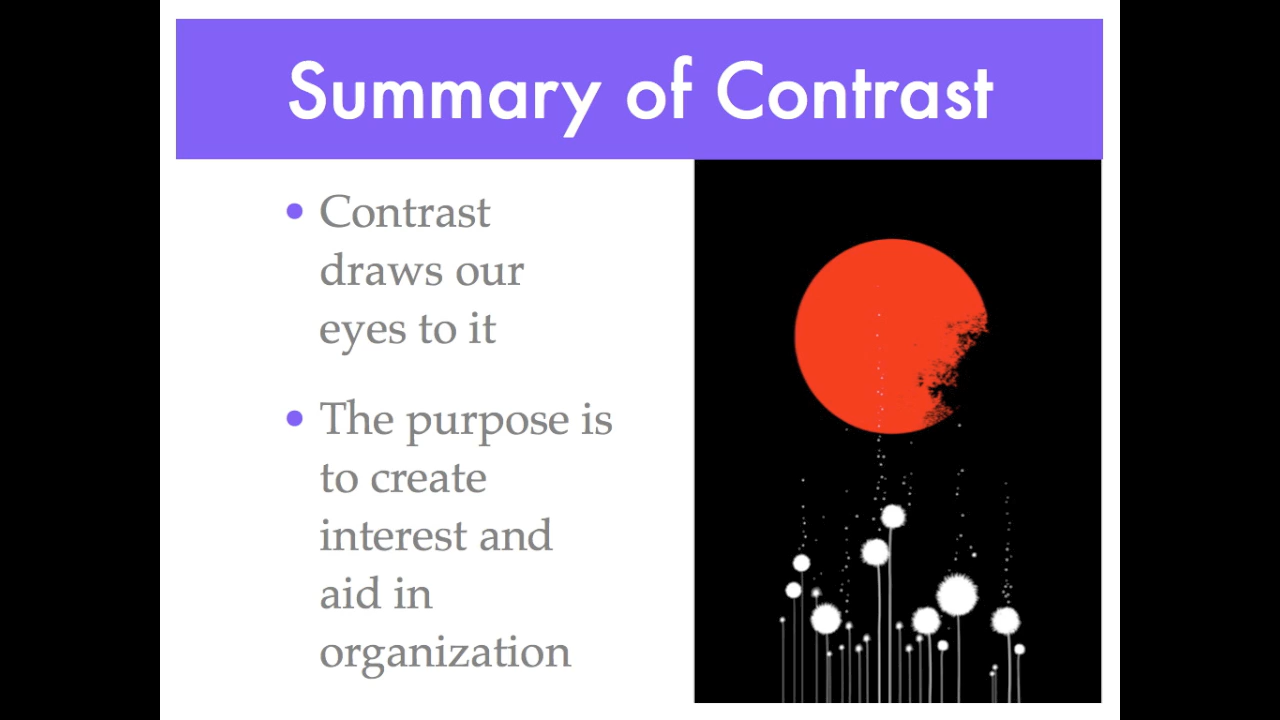 Summary of Contrast
• Contrast
draws our
eyes to it
• The purpose is
to create
interest and
aid in
organization